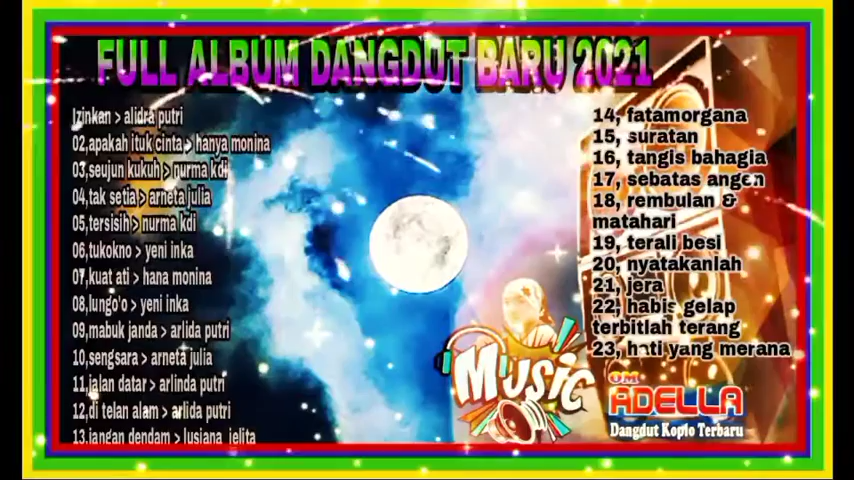 FULL ALBUM DANGDUT BARU 2021
Izinkan > alidra putri
02,apakah ituk cinta > hanya monina
03,seujun kukuh > nurma kdi
04,tak setia > arneta julia
05,tersisih > nurma kdi
06,tukokno > yeni inka
07,kuat ati > hana monina
08,lungo'o > yeni inka
09,mabuk janda > arlida putri
10,sengsara > arneta julia
11,jalan datar > arlinda putri
12,di telan alam > arlida putri
13.jangan dendam > lusiana jelita
14, fatamorgana
15, suratan
16, tangis bahagia
17, sebatas angen
18, rembulan &
matahari
19, terali besi
20, nyatakanlah
21, jera
22, habis gelap
terbitlah terang
23, hati yang merana
MUSIC
OM
ADELLA
Dangdut Koplo Terbaru